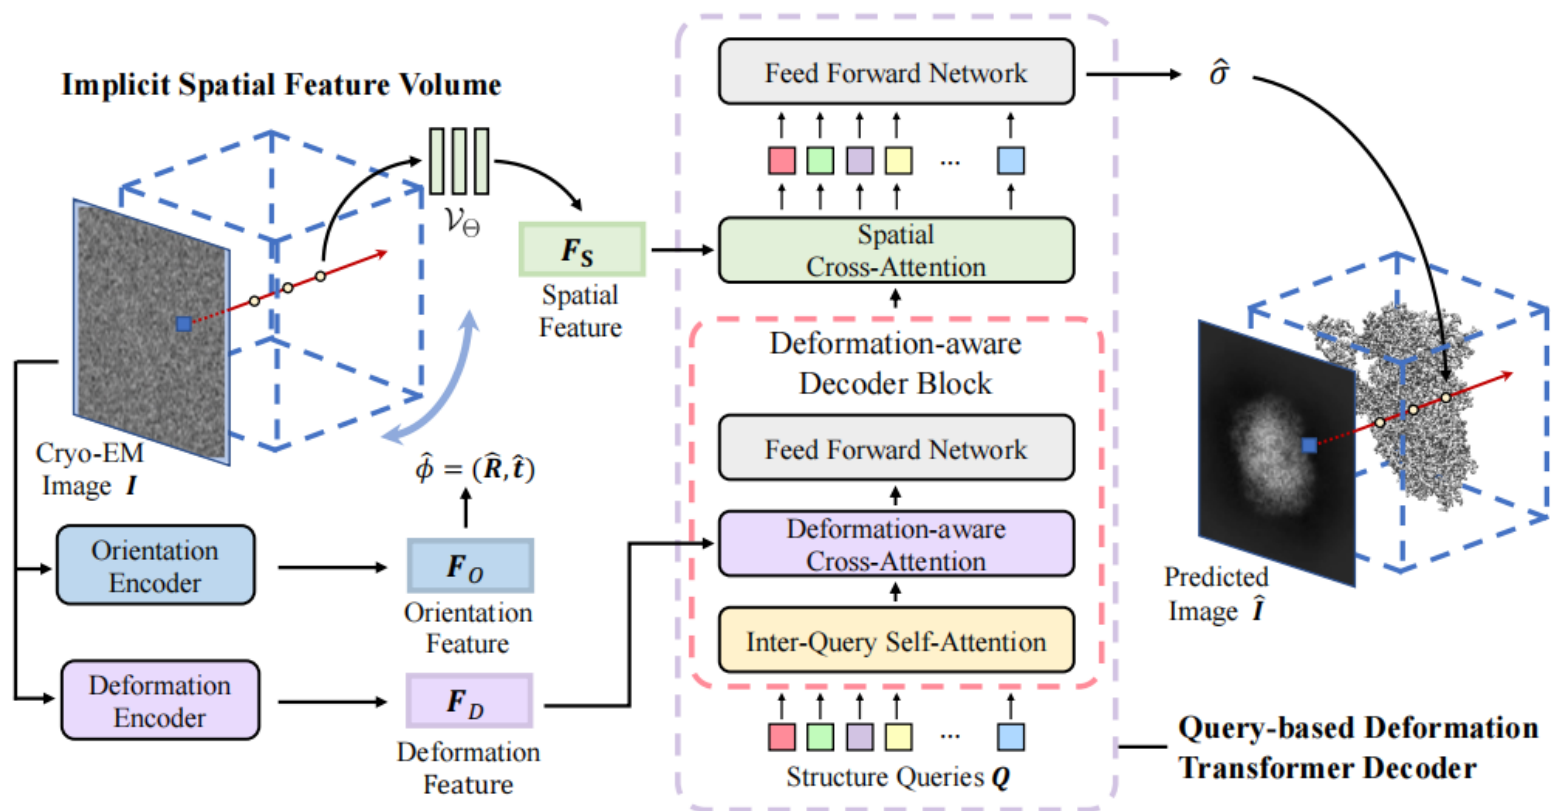 Implicit Spatial Feature Volume
𝒱_Θ
F_S
Spatial
Feature
Cryo-EM
Image I
ϕ̂ = (R̂, t̂)
Orientation
Encoder
F_O
Orientation
Feature
Deformation
Encoder
F_D
Deformation
Feature
Feed Forward Network
...
Spatial
Cross-Attention
Deformation-aware
Decoder Block
Feed Forward Network
Deformation-aware
Cross-Attention
Inter-Query Self-Attention
...
Structure Queries Q
σ̂
Predicted
Image Î
Query-based Deformation
Transformer Decoder